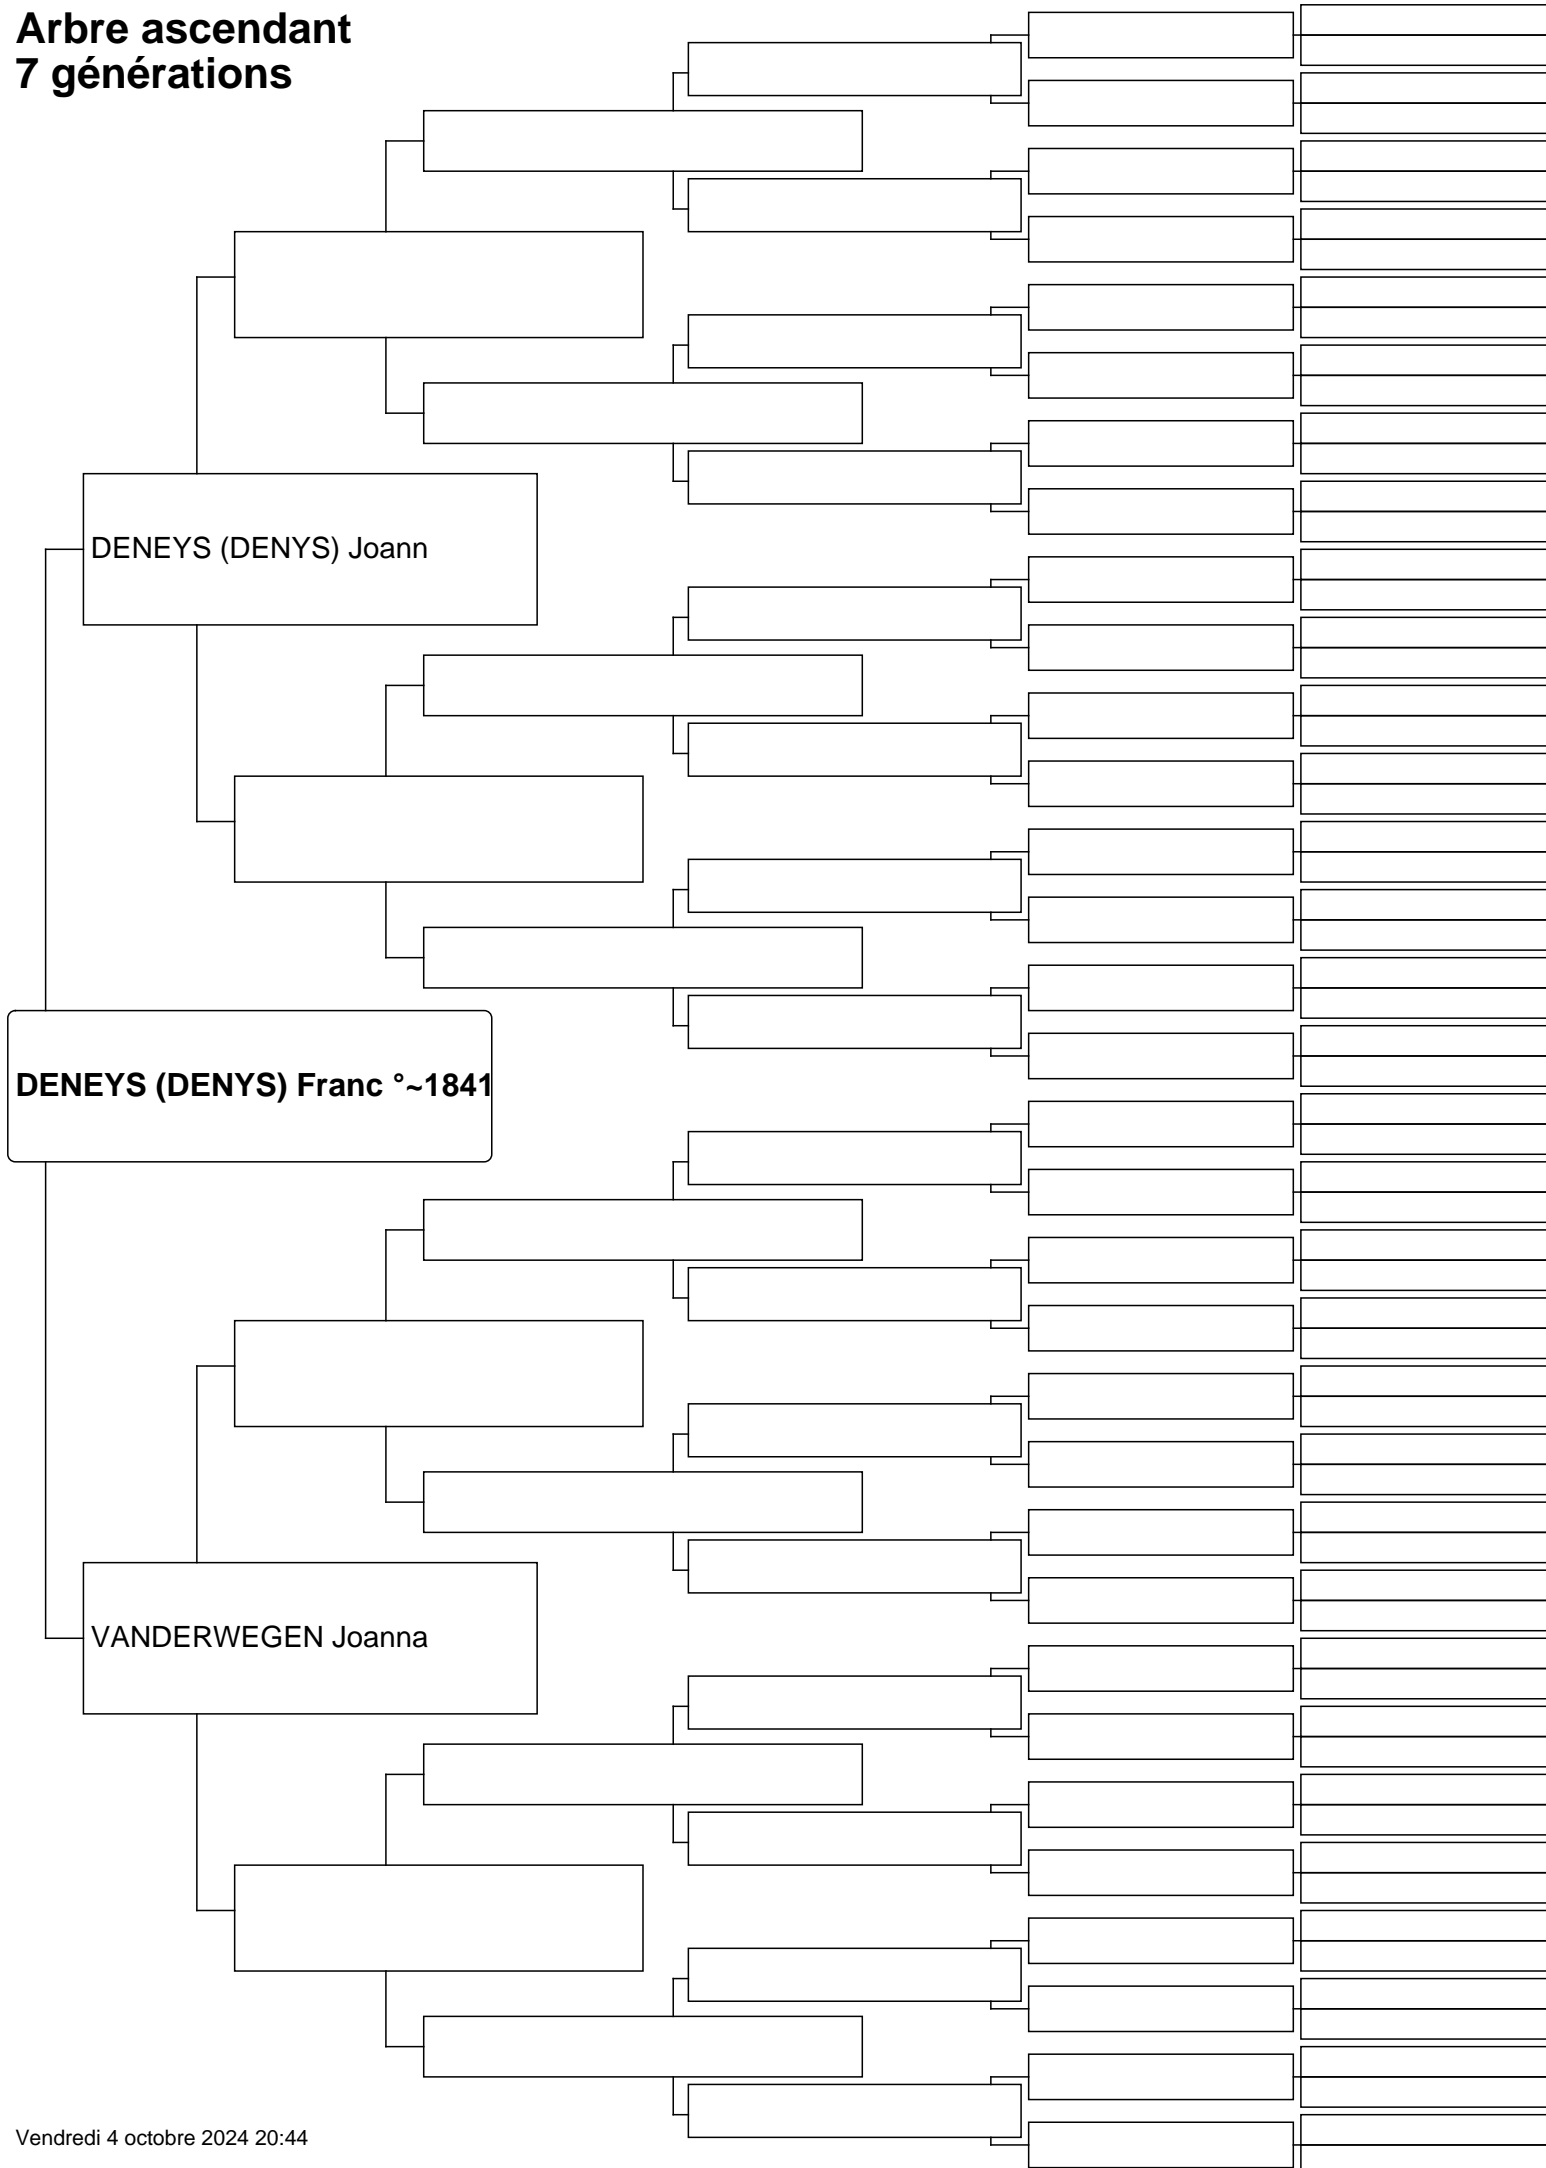 Arbre ascendant
7 générations
DENEYS (DENYS) Joann
DENEYS (DENYS) Franc °~1841
VANDERWEGEN Joanna
Vendredi 4 octobre 2024 20:44